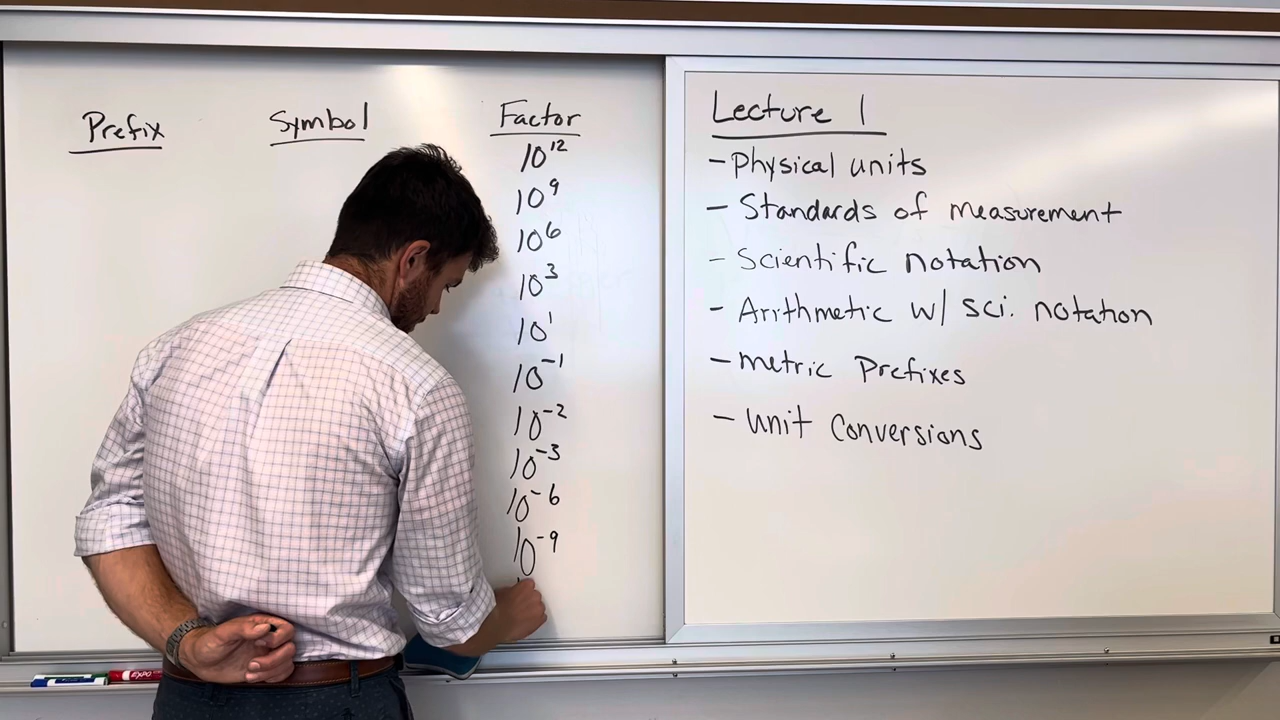 Prefix Symbol Factor
10¹²
10⁹
10⁶
10³
10¹
10⁻¹
10⁻²
10⁻³
10⁻⁶
10⁻⁹
Lecture 1
- Physical units
- Standards of measurement
- Scientific notation
- Arithmetic w/ sci. notation
- Metric Prefixes
- Unit Conversions
EXPO